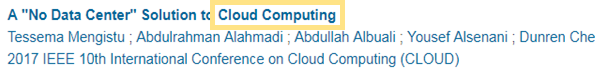 A "No Data Center" Solution to Cloud Computing
Tessema Mengistu ; Abdulrahman Alahmadi ; Abdullah Albuali ; Yousef Alsenani ; Dunren Che
2017 IEEE 10th International Conference on Cloud Computing (CLOUD)